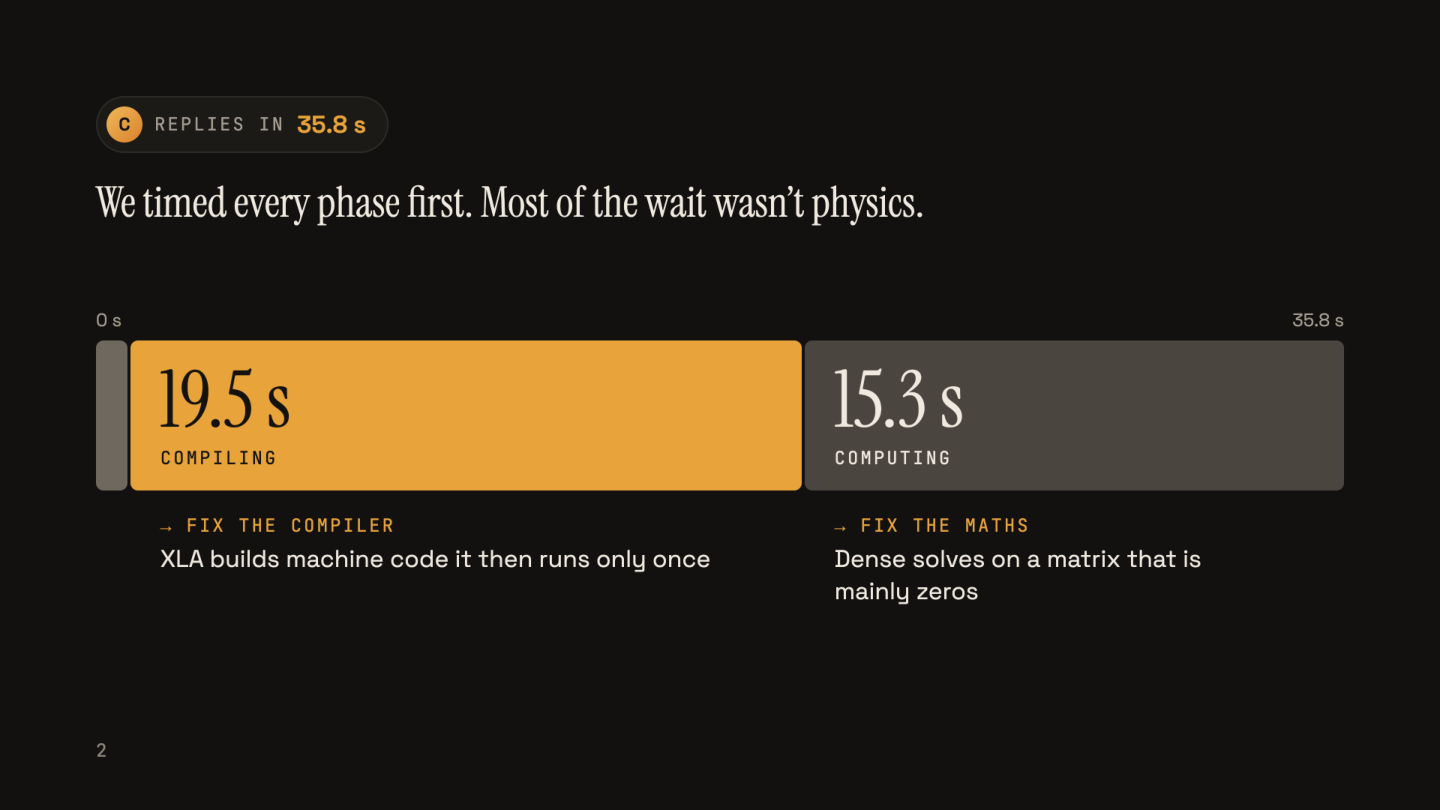 C REPLIES IN 35.8 s
We timed every phase first. Most of the wait wasn’t physics.
0 s 35.8 s
19.5 s 15.3 s
COMPILING COMPUTING
→ FIX THE COMPILER → FIX THE MATHS
XLA builds machine code it then runs only once Dense solves on a matrix that is
mainly zeros
2